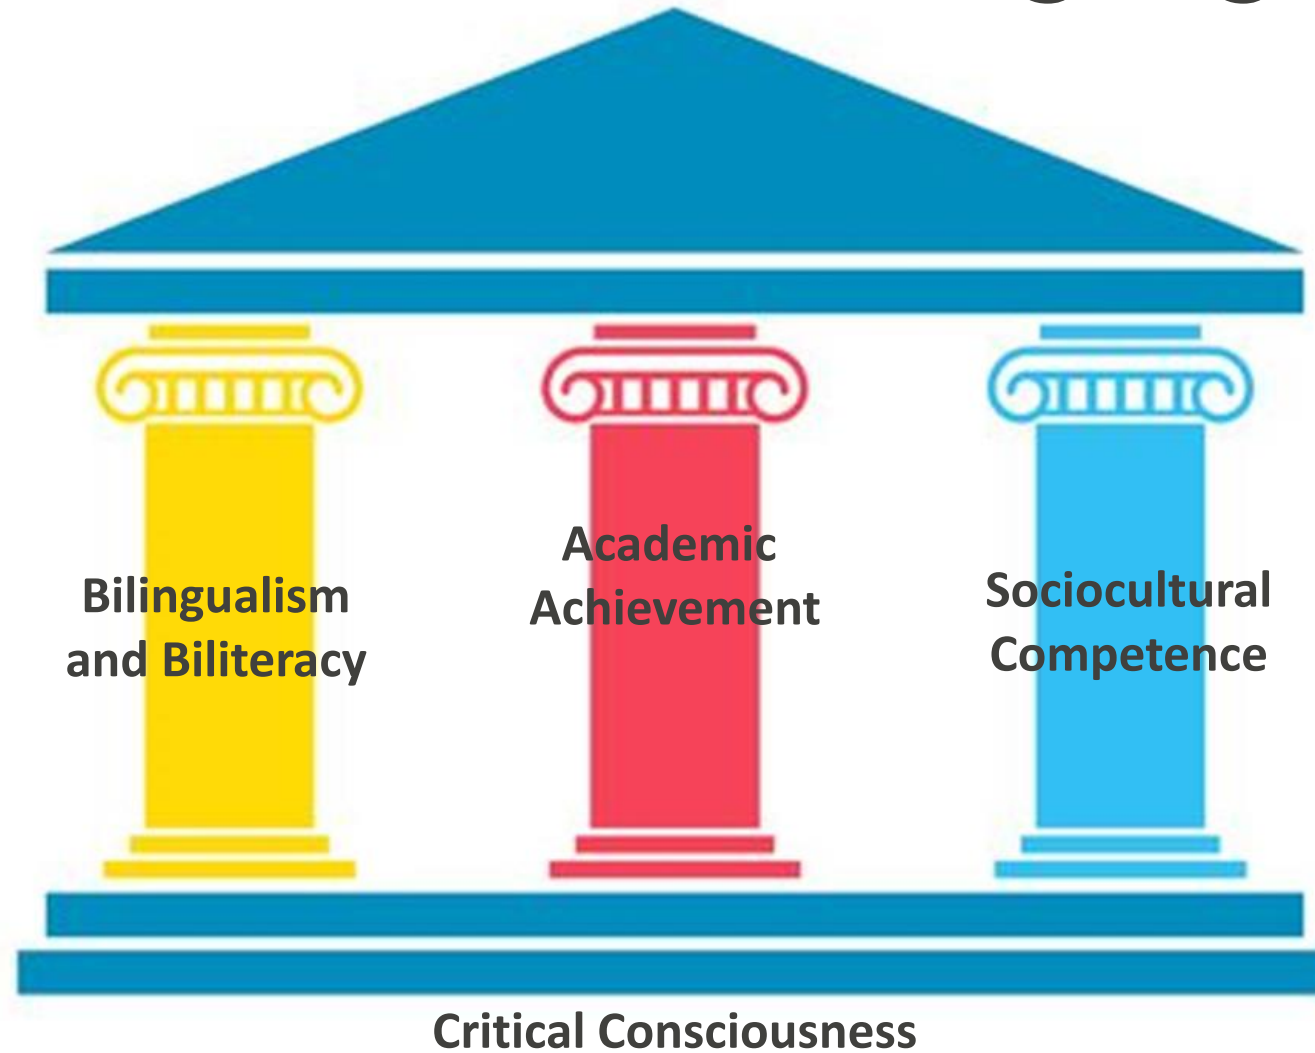 Bilingualism
and Biliteracy
Academic
Achievement
Sociocultural
Competence
Critical Consciousness